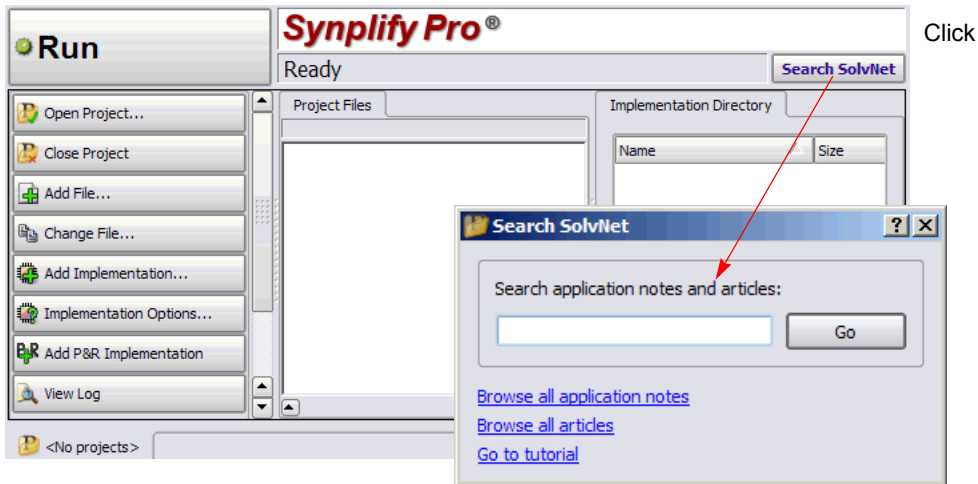 Run
Synplify Pro®
Ready
Search SolvNet
Click
Open Project...
Close Project
Add File...
Change File...
Add Implementation...
Implementation Options...
P&R Add P&R Implementation
View Log
<No projects>
Project Files
Implementation Directory
Name
Size
Search SolvNet
Search application notes and articles:
Go
Browse all application notes
Browse all articles
Go to tutorial